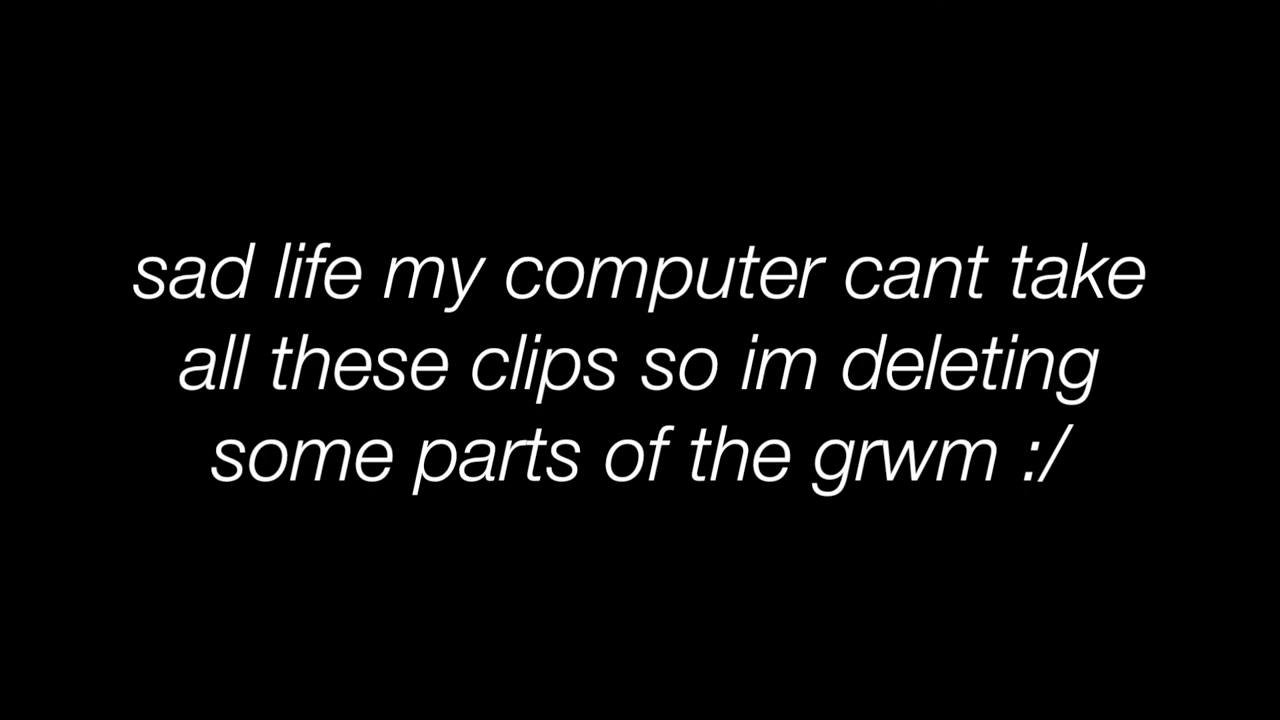 sad life my computer cant take
all these clips so im deleting
some parts of the grwm :/